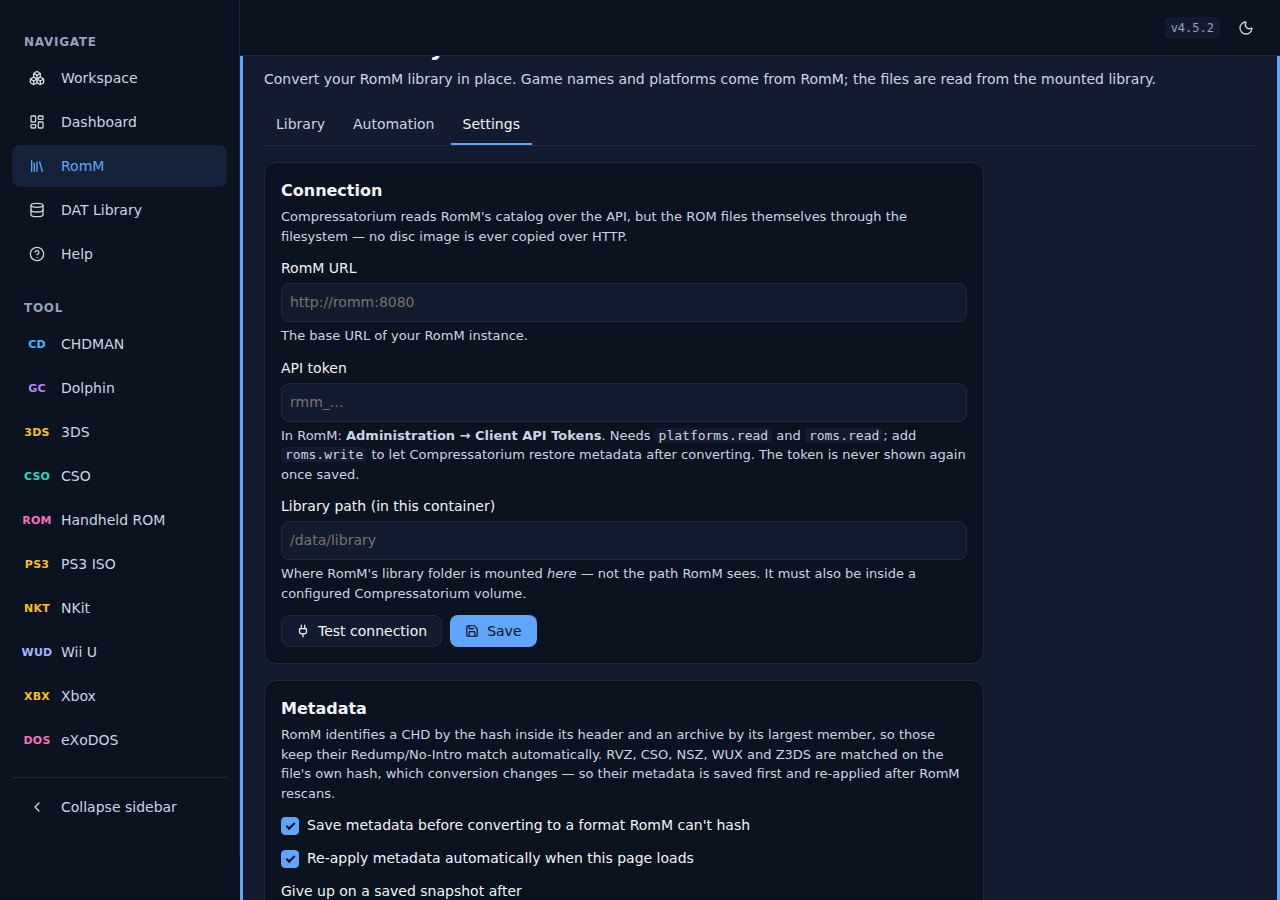 NAVIGATE
Workspace
Dashboard
RomM
DAT Library
Help
TOOL
CD CHDMAN
GC Dolphin
3DS 3DS
CSO CSO
ROM Handheld ROM
PS3 PS3 ISO
NKT NKit
WUD Wii U
XBX Xbox
DOS eXoDOS
Collapse sidebar
v4.5.2
Convert your RomM library in place. Game names and platforms come from RomM; the files are read from the mounted library.
Library Automation Settings
Connection
Compressatorium reads RomM's catalog over the API, but the ROM files themselves through the
filesystem — no disc image is ever copied over HTTP.
RomM URL
http://romm:8080
The base URL of your RomM instance.
API token
rmm_...
In RomM: Administration → Client API Tokens. Needs platforms.read and roms.read; add
roms.write to let Compressatorium restore metadata after converting. The token is never shown again
once saved.
Library path (in this container)
/data/library
Where RomM's library folder is mounted here — not the path RomM sees. It must also be inside a
configured Compressatorium volume.
Test connection Save
Metadata
RomM identifies a CHD by the hash inside its header and an archive by its largest member, so those
keep their Redump/No-Intro match automatically. RVZ, CSO, NSZ, WUX and Z3DS are matched on the
file's own hash, which conversion changes — so their metadata is saved first and re-applied after RomM
rescans.
Save metadata before converting to a format RomM can't hash
Re-apply metadata automatically when this page loads
Give up on a saved snapshot after